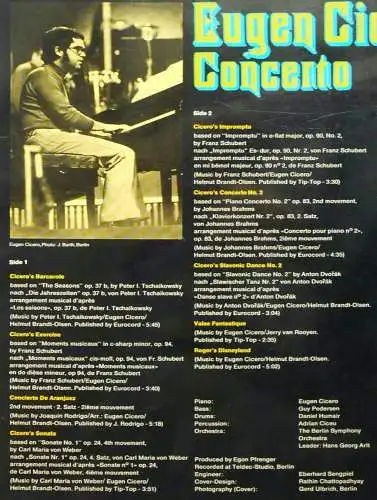 Eugen Cic
Concerto
Eugen Cicero, Photo: J. Barth, Berlin
Side 1
Cicero's Barcarole
based on "The Seasons" op. 37 b, by Peter I. Tschaikowsky
nach „Die Jahreszeiten" op. 37 b, von Peter I. Tschaikowsky
arrangement musical d'après
«Les saisons», op. 37 b, de Peter I. Tschaikowsky
(Music by Peter I. Tschaikowsky/Eugen Cicero/
Helmut Brandt-Olsen.
Published by Eurocord - 5:45)
Cicero's Exercise
based on "Moments musicaux" in c-sharp minor, op. 94,
by Franz Schubert
nach „Moments musicaux" cis-moll, op. 94, von Fr. Schubert
arrangement musical d'après «Moments musicaux»
en do dièse mineur, op. 94, de Franz Schubert
(Music by Franz Schubert/Eugen Cicero/
Helmut Brandt-Olsen. Published by Eurocord - 3:40)
Concierto De Aranjuez
2nd movement - 2. Satz - 2ième mouvement
(Music by Joaquin Rodrigo/Arr.: Eugen Cicero/
Helmut Brandt-Olsen. Published by J. Rodrigo - 5:18)
Cicero's Sonata
based on "Sonate No. 1" op. 24, 4th movement,
by Carl Maria von Weber
nach „Sonate Nr. 1" op. 24, 4. Satz, von Carl Maria von Weber
arrangement musical d'après «Sonate nº 1» op. 24,
de Carl Maria von Weber, 4ième mouvement
(Music by Carl Maria von Weber/ Eugen Cicero/
Helmut Brandt-Olsen. Published by Tip-Top - 3:51)
Side 2
Cicero's Impromptu
based on "Impromptu" in e-flat major, op. 90, No. 2,
by Franz Schubert
nach „Impromptu" Es-dur, op. 90, Nr. 2, von Franz Schubert
arrangement musical d'après «Impromptu»
en mi bémol majeur, op. 90 nº 2, de Franz Schubert
(Music by Franz Schubert/Eugen Cicero/
Helmut Brandt-Olsen. Published by Tip-Top - 3:30)
Cicero's Concerto No. 2
based on "Piano Concerto No. 2" op. 83, 2nd movement,
by Johannes Brahms
nach „Klavierkonzert Nr. 2", op. 83, 2. Satz,
von Johannes Brahms
arrangement musical d'après «Concerto pour piano nº 2»,
op. 83, de Johannes Brahms, 2ième mouvement
(Music by Johannes Brahms/Eugen Cicero/
Helmut Brandt-Olsen. Published by Eurocord - 4:35)
Cicero's Slavonic Dance No. 2
based on "Slavonic Dance No. 2" by Anton Dvořák
nach „Slawischer Tanz Nr. 2" von Anton Dvořák
arrangement musical d'après
«Danse slave nº 2» d'Anton Dvořák
(Music by Anton Dvořák/Eugen Cicero/Helmut Brandt-Olsen.
Published by Eurocord - 3:04)
Valse Fantastique
(Music by Eugen Cicero/Jerry van Rooyen.
Published by Tip-Top - 2:35)
Roger's Disneyland
(Music by Eugen Cicero/Helmut Brandt-Olsen.
Published by Eurocord - 5:02)
Piano: Eugen Cicero
Bass: Guy Pedersen
Drums: Daniel Humair
Percussion: Adrian Ciceu
Orchestra: The Berlin Symphony
Orchestra
Leader: Hans Georg Arlt
Produced by Egon Pfrenger
Recorded at Teldec-Studio, Berlin
Engineer: Eberhard Sengpiel
Cover-Design: Rathin Chattopadhyay
Photography (Cover): Gerd Ulbrich, Berlin